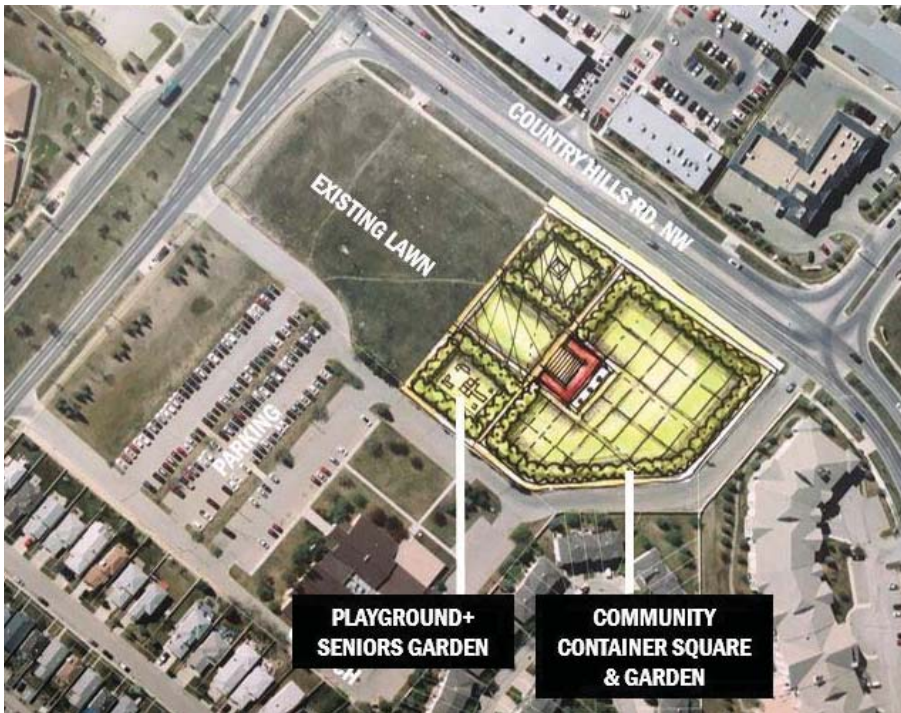 COUNTRY HILLS RD. NW
EXISTING LAWN
PARKING
PLAYGROUND+
SENIORS GARDEN
COMMUNITY
CONTAINER SQUARE
& GARDEN